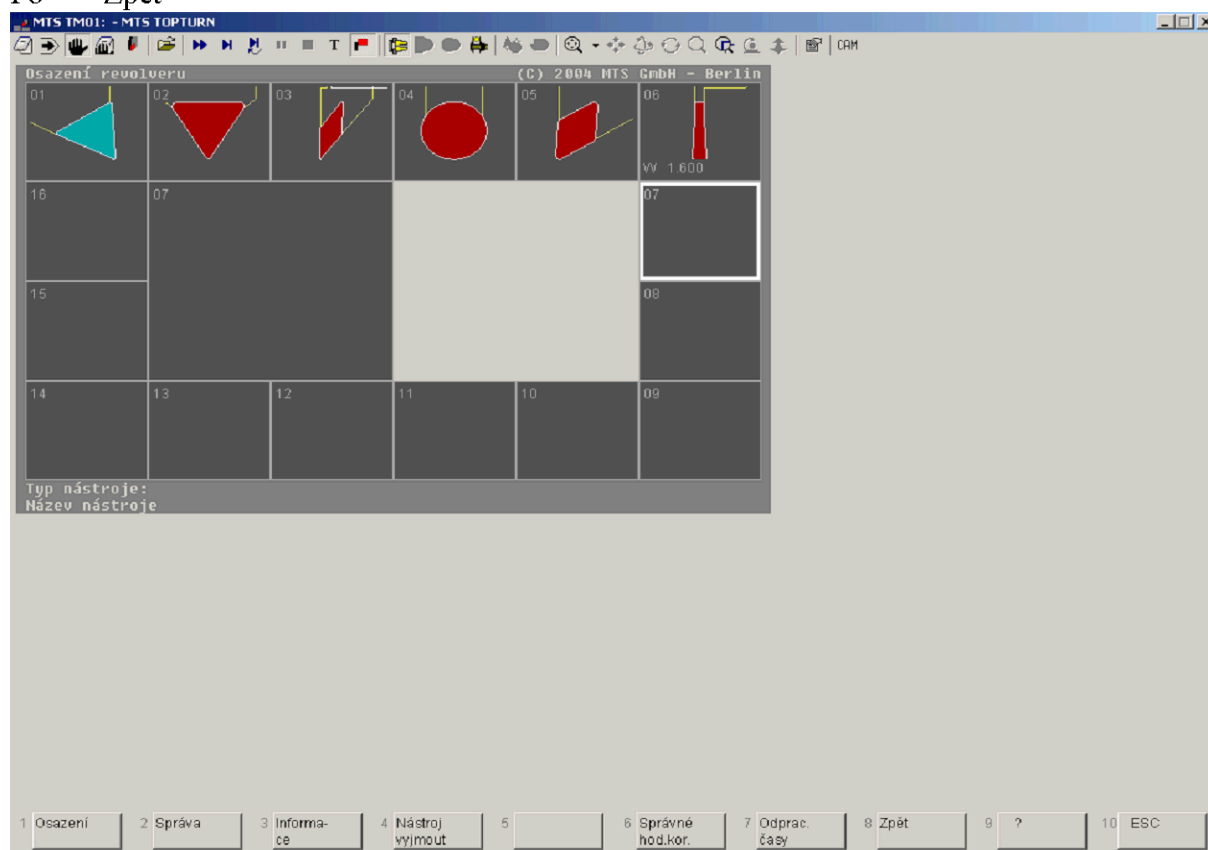 MTS TM01: - MTS TOPTURN
T CAM
Osazení revolveru (C) 2004 MTS GmbH - Berlin
01 02 03 04 05 06
VV 1.600
16 07 07
15 08
14 13 12 11 10 09
Typ nástroje:
Název nástroje
1 Osazení 2 Správa 3 Informa- 4 Nástroj 5 6 Správné 7 Odprac. 8 Zpět 9 ? 10 ESC
ce vyjmout hod.kor. časy